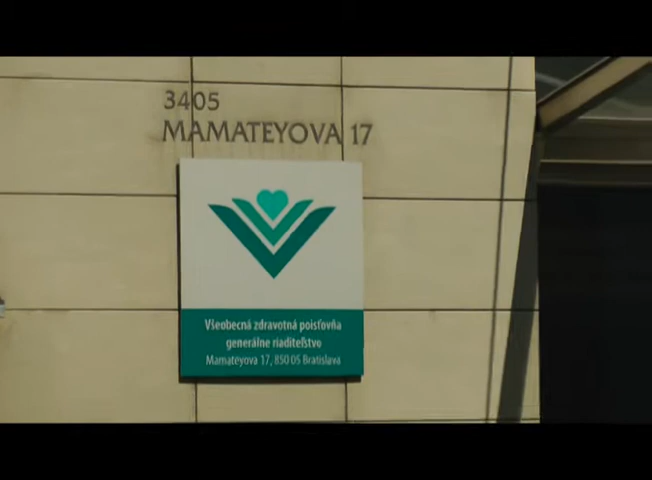 3405
MAMATEYOVA 17
Všeobecná zdravotná poisťovňa
generálne riaditeľstvo
Mamateyova 17, 850 05 Bratislava